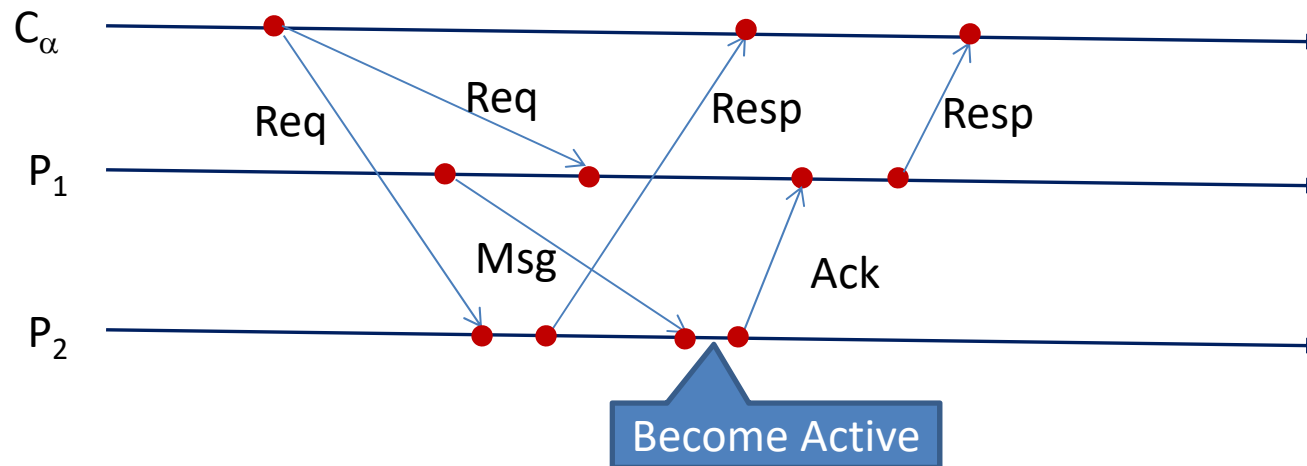 Cα
Req
Req
Resp
Resp
P1
Msg
Ack
P2
Become Active